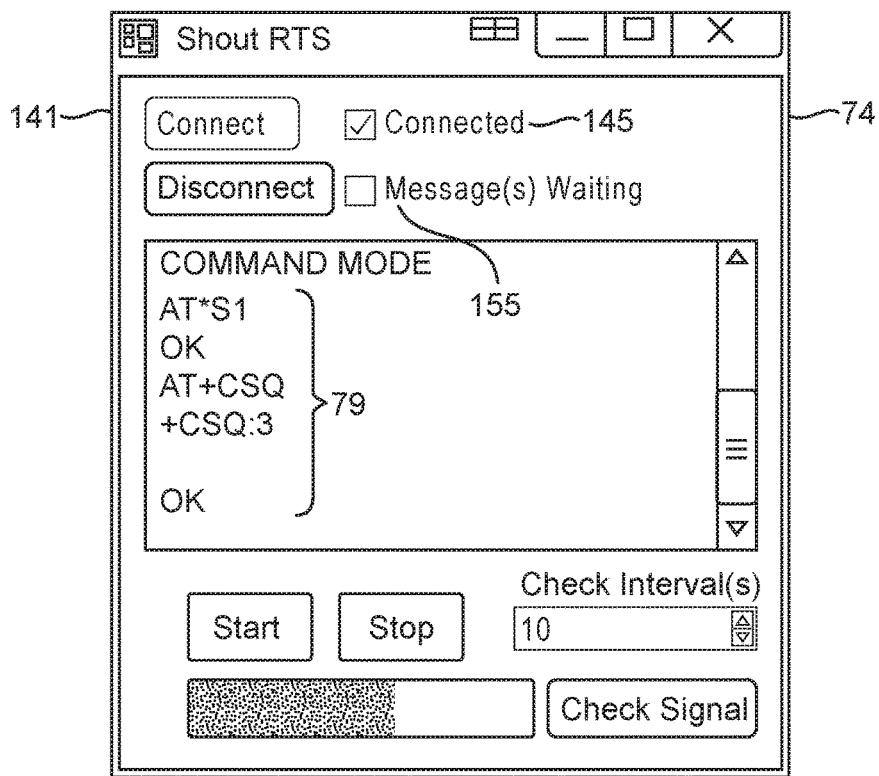 Shout RTS
141
Connect
Connected
145
74
Disconnect
Message(s) Waiting
155
COMMAND MODE
AT*S1
OK
AT+CSQ
+CSQ:3
OK
79
Check Interval(s)
Start
Stop
10
Check Signal